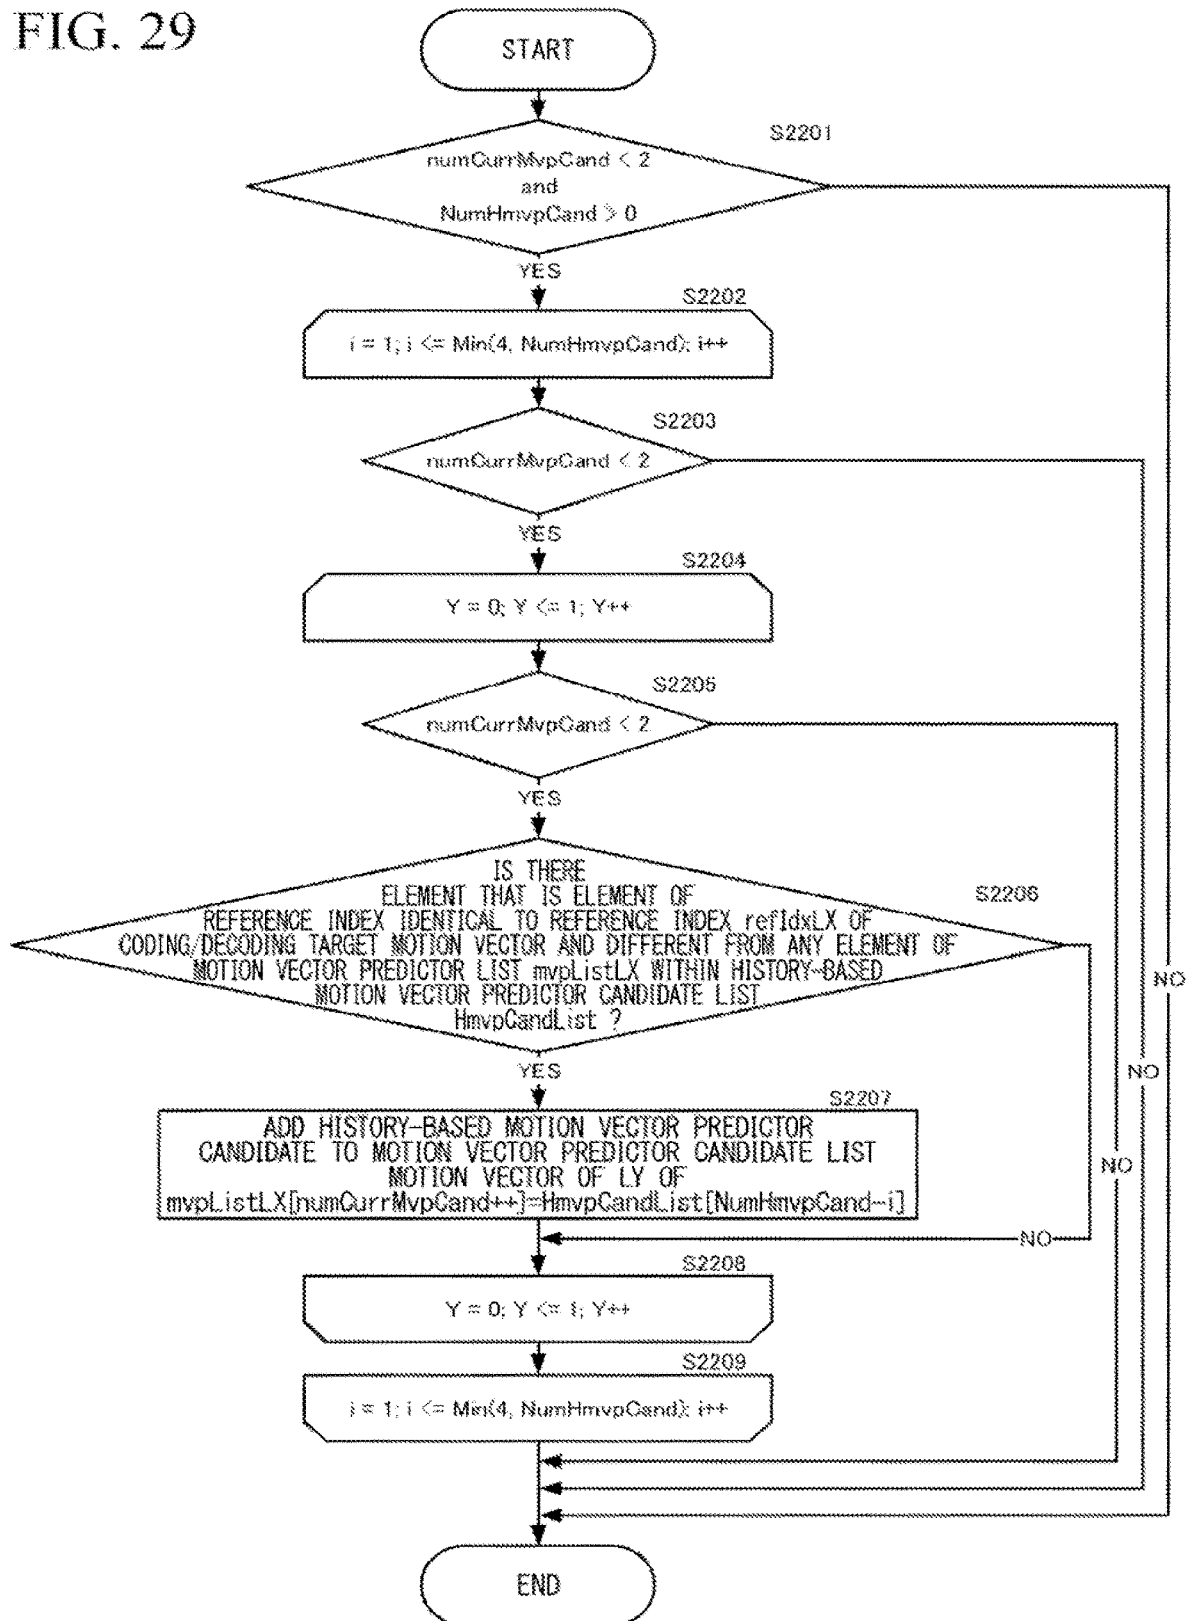 FIG. 29
START
S2201
numCurrMvpCand < 2
and
NumHmvpCand > 0
YES
S2202
i = 1; i <= Min(4, NumHmvpCand); i++
S2203
numCurrMvpCand < 2
YES
S2204
Y = 0; Y <= 1; Y++
S2205
numCurrMvpCand < 2
YES
S2206
IS THERE
ELEMENT THAT IS ELEMENT OF
REFERENCE INDEX IDENTICAL TO REFERENCE INDEX refIdxLX OF
CODING/DECODING TARGET MOTION VECTOR AND DIFFERENT FROM ANY ELEMENT OF
MOTION VECTOR PREDICTOR LIST mvpListLX WITHIN HISTORY-BASED
MOTION VECTOR PREDICTOR CANDIDATE LIST
HmvpCandList ?
NO
NO
YES
S2207
ADD HISTORY-BASED MOTION VECTOR PREDICTOR
CANDIDATE TO MOTION VECTOR PREDICTOR CANDIDATE LIST
MOTION VECTOR OF LY OF
mvpListLX[numCurrMvpCand++]=HmvpCandList[NumHmvpCand-i]
NO
NO
S2208
Y = 0; Y <= 1; Y++
S2209
i = 1; i <= Min(4, NumHmvpCand); i++
END